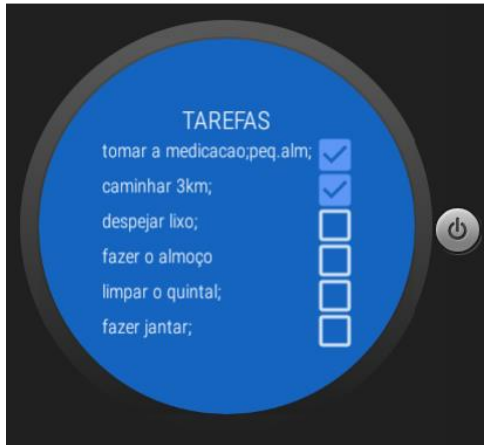 TAREFAS
tomar a medicacao;peq.alm;
caminhar 3km;
despejar lixo;
fazer o almoço
limpar o quintal;
fazer jantar;